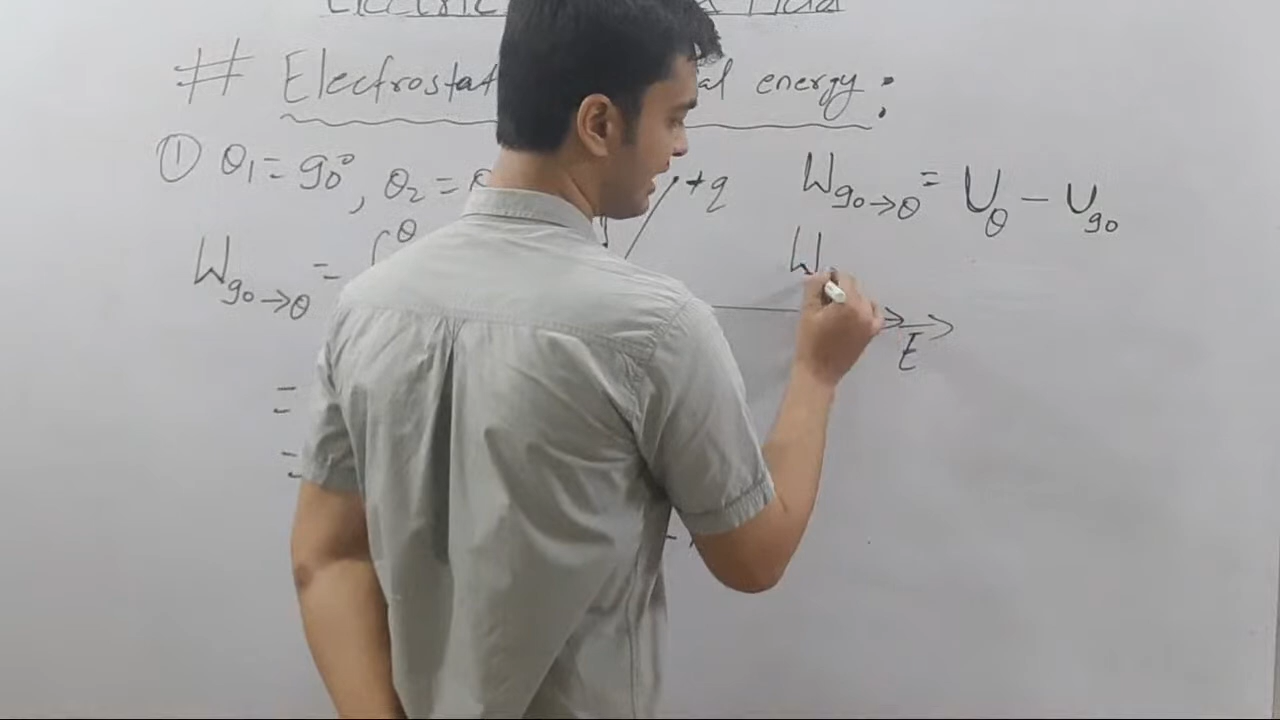 # Electrostat al energy :
① θ₁ = 90°, θ₂ =
W₉₀→θ = ∫^θ
=
=
+q
W₉₀→θ = U_θ − U₉₀
W
E